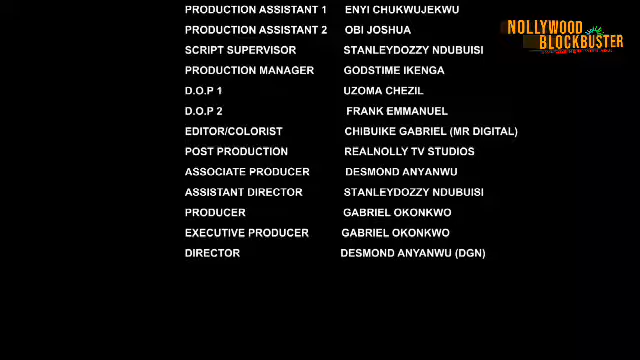 PRODUCTION ASSISTANT 1 ENYI CHUKWUJEKWU
PRODUCTION ASSISTANT 2 OBI JOSHUA
SCRIPT SUPERVISOR STANLEYDOZZY NDUBUISI
PRODUCTION MANAGER GODSTIME IKENGA
D.O.P 1 UZOMA CHEZIL
D.O.P 2 FRANK EMMANUEL
EDITOR/COLORIST CHIBUIKE GABRIEL (MR DIGITAL)
POST PRODUCTION REALNOLLY TV STUDIOS
ASSOCIATE PRODUCER DESMOND ANYANWU
ASSISTANT DIRECTOR STANLEYDOZZY NDUBUISI
PRODUCER GABRIEL OKONKWO
EXECUTIVE PRODUCER GABRIEL OKONKWO
DIRECTOR DESMOND ANYANWU (DGN)
NOLLYWOOD
BLOCKBUSTER